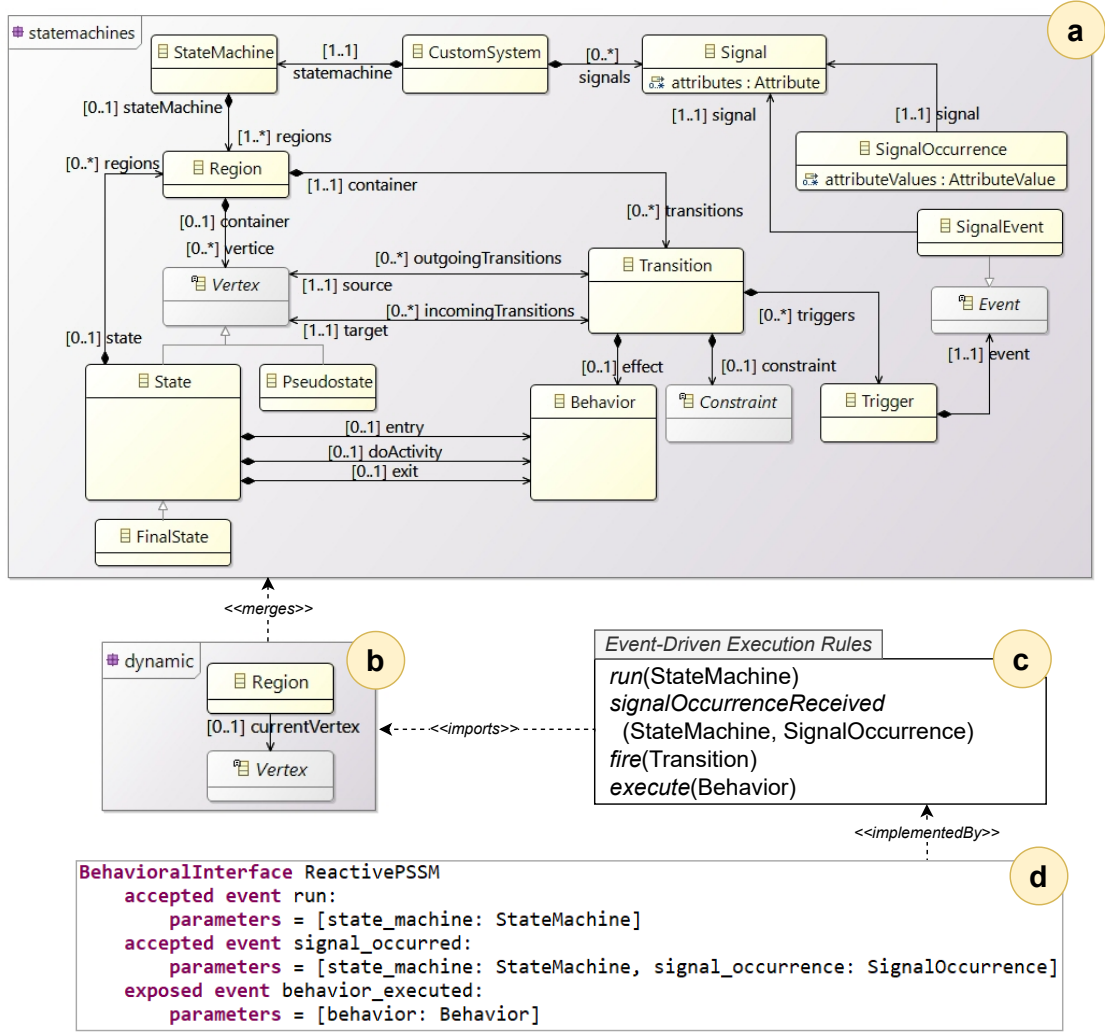 statemachines
a
StateMachine
[1..1]
statemachine
CustomSystem
[0..*]
signals
Signal
attributes : Attribute
[0..1] stateMachine
[1..*] regions
[1..1] signal
[1..1] signal
SignalOccurrence
attributeValues : AttributeValue
[0..*] regions
Region
[1..1] container
[0..*] transitions
[0..1] container
[0..*] vertice
SignalEvent
Vertex
[0..*] outgoingTransitions
[1..1] source
Transition
[0..*] incomingTransitions
[1..1] target
[0..*] triggers
Event
[0..1] state
[1..1] event
State
Pseudostate
[0..1] effect
[0..1] constraint
Behavior
Constraint
Trigger
[0..1] entry
[0..1] doActivity
[0..1] exit
FinalState
<<merges>>
dynamic
b
Region
[0..1] currentVertex
Vertex
<<imports>>
Event-Driven Execution Rules
c
run(StateMachine)
signalOccurrenceReceived
(StateMachine, SignalOccurrence)
fire(Transition)
execute(Behavior)
<<implementedBy>>
d
BehavioralInterface ReactivePSSM
accepted event run:
parameters = [state_machine: StateMachine]
accepted event signal_occurred:
parameters = [state_machine: StateMachine, signal_occurrence: SignalOccurrence]
exposed event behavior_executed:
parameters = [behavior: Behavior]